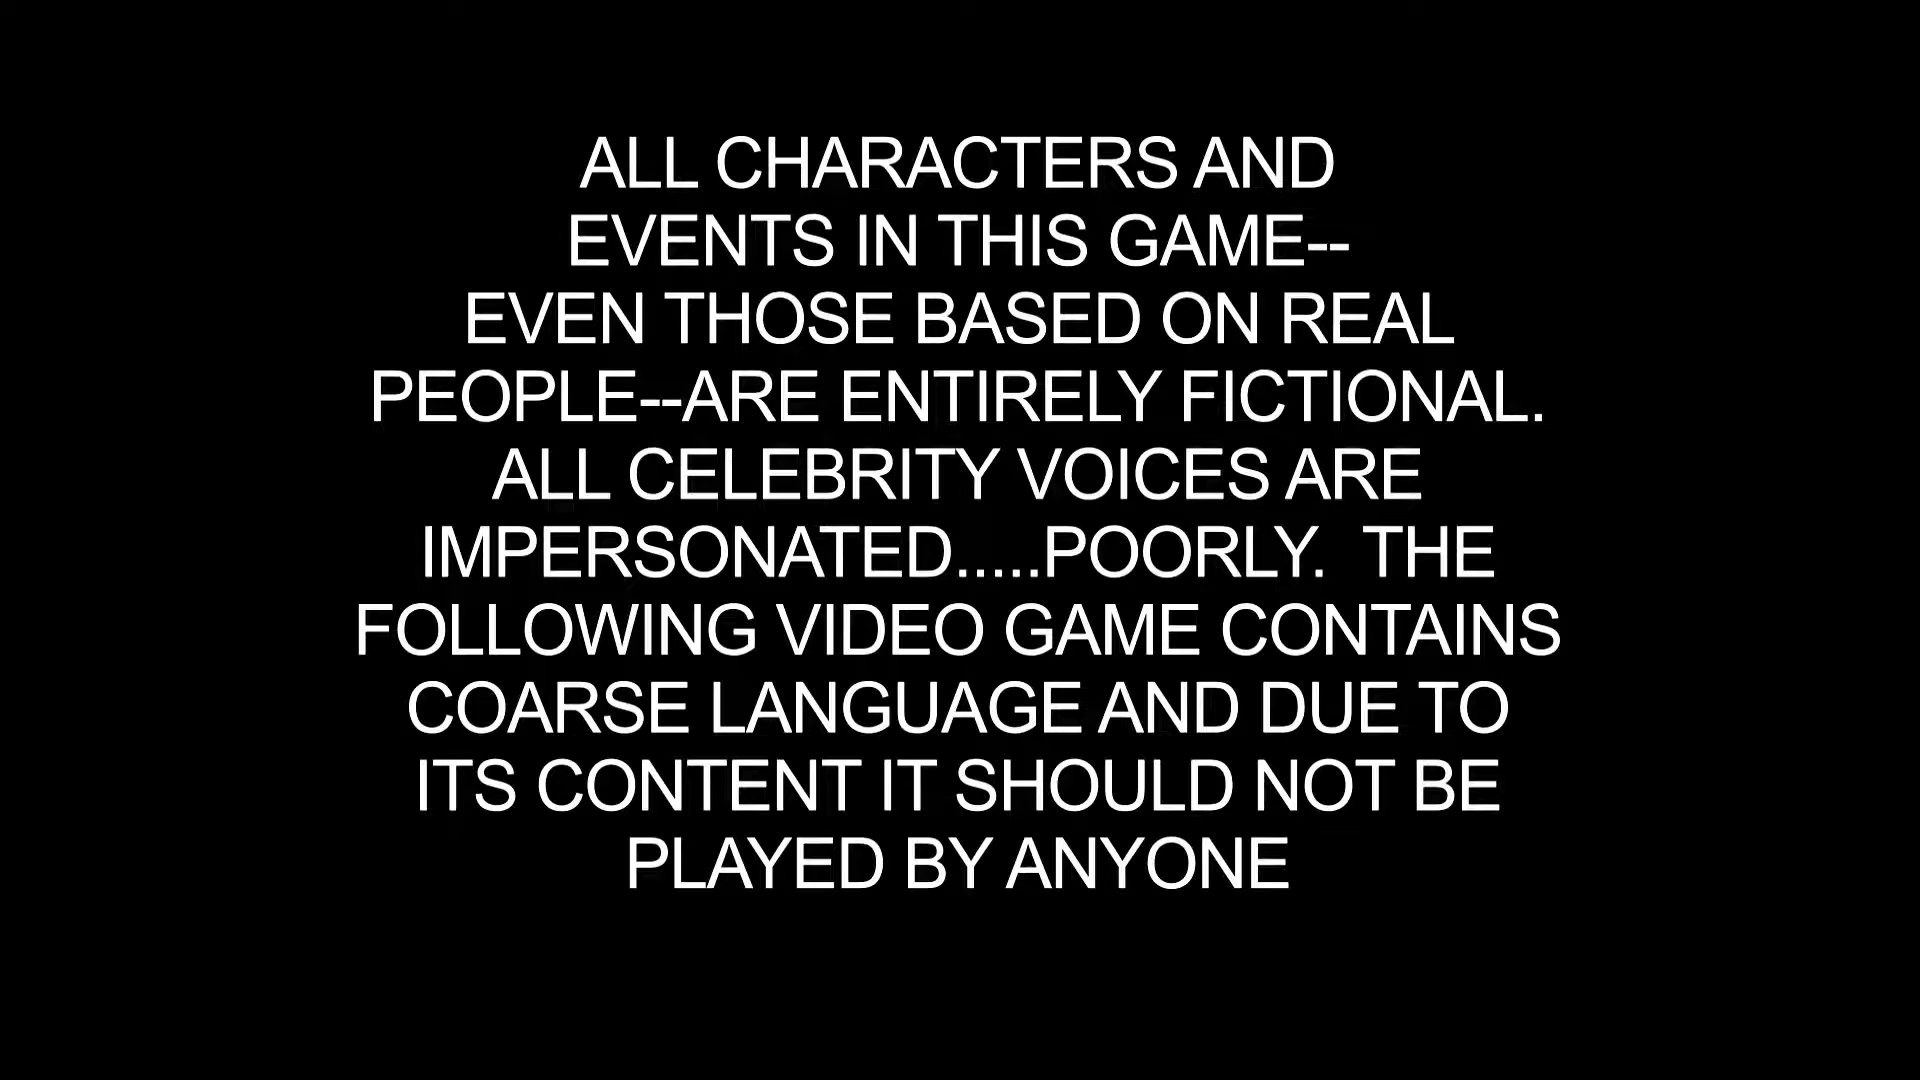 ALL CHARACTERS AND
EVENTS IN THIS GAME--
EVEN THOSE BASED ON REAL
PEOPLE--ARE ENTIRELY FICTIONAL.
ALL CELEBRITY VOICES ARE
IMPERSONATED.....POORLY.  THE
FOLLOWING VIDEO GAME CONTAINS
COARSE LANGUAGE AND DUE TO
ITS CONTENT IT SHOULD NOT BE
PLAYED BY ANYONE